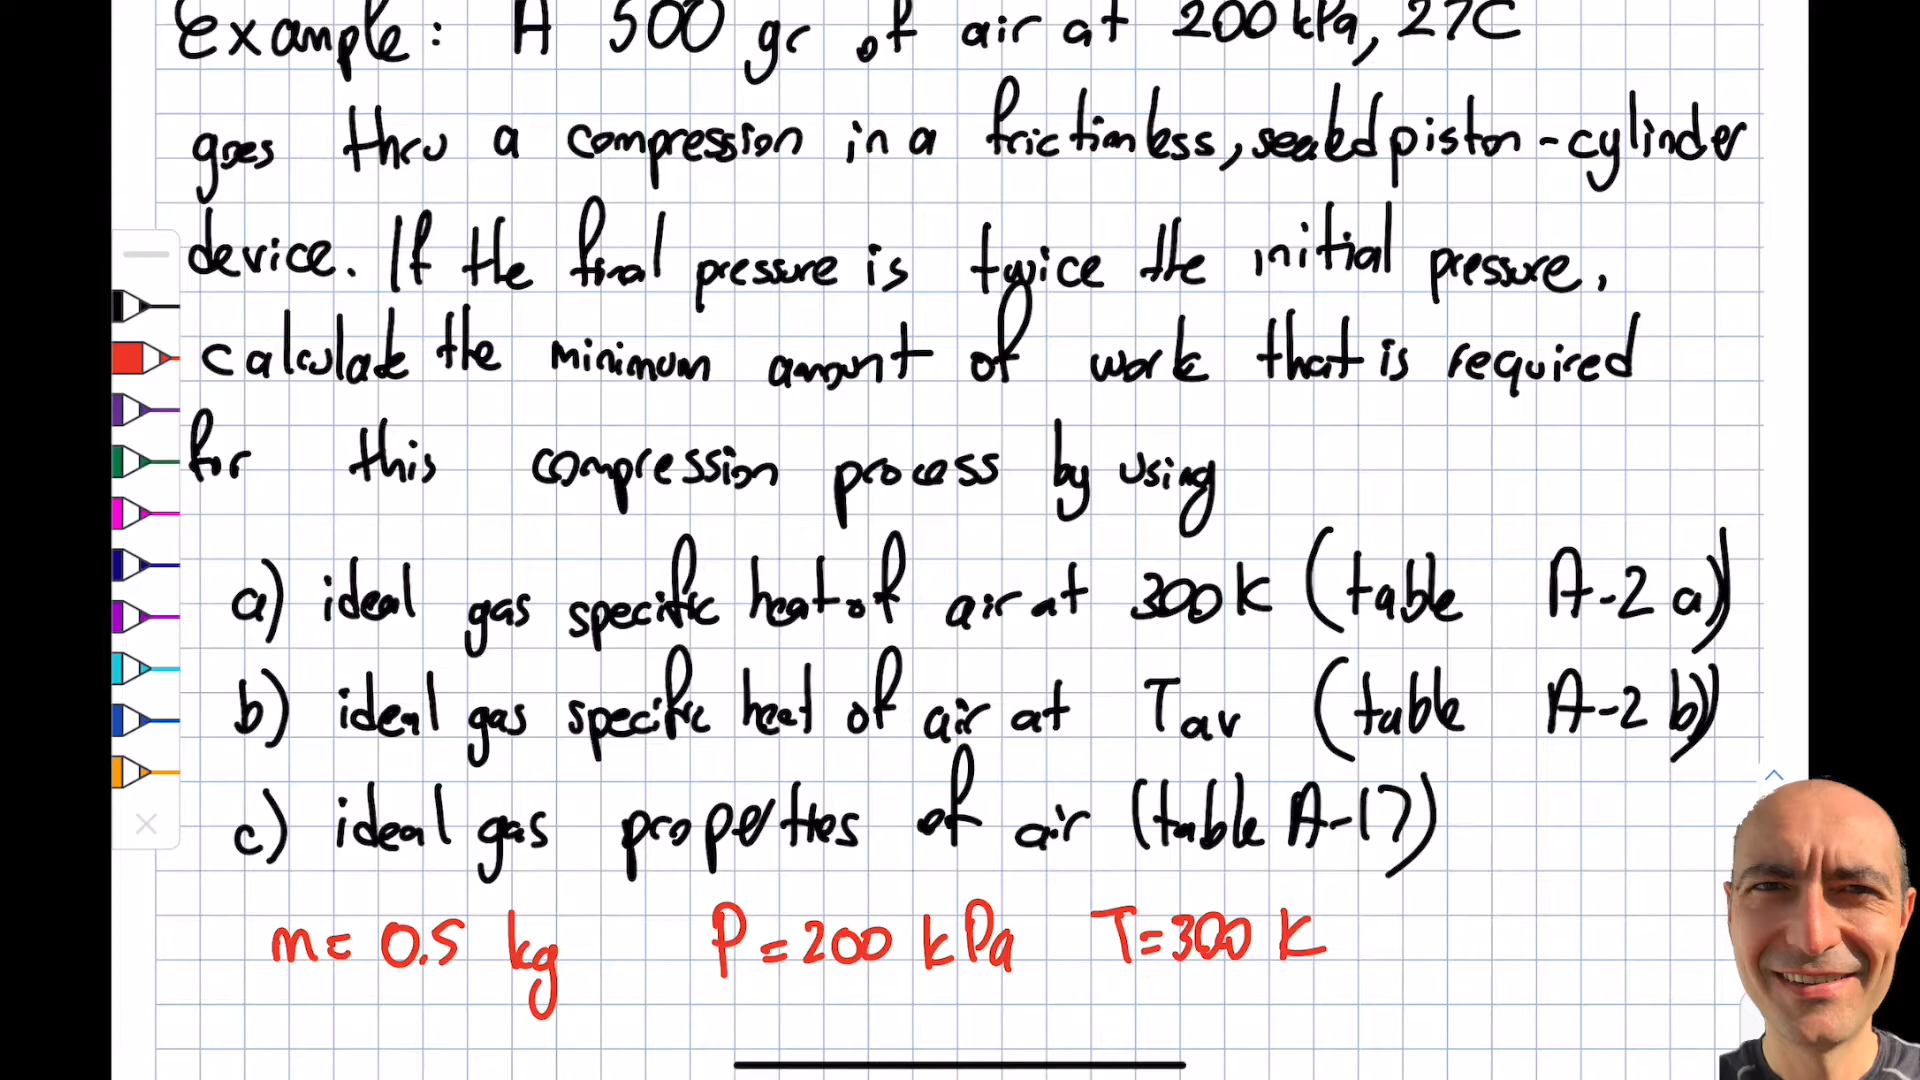 Example: A 500 gr of air at 200 kPa, 27C
goes thru a compression in a frictionless, sealed piston-cylinder
device. If the final pressure is twice the initial pressure,
calculate the minimum amount of work that is required
for this compression process by using
a) ideal gas specific heat of air at 300K (table A-2 a)
b) ideal gas specific heat of air at Tav (table A-2 b)
c) ideal gas properties of air (table A-17)
m= 0.5 kg P=200 kPa T=300 K